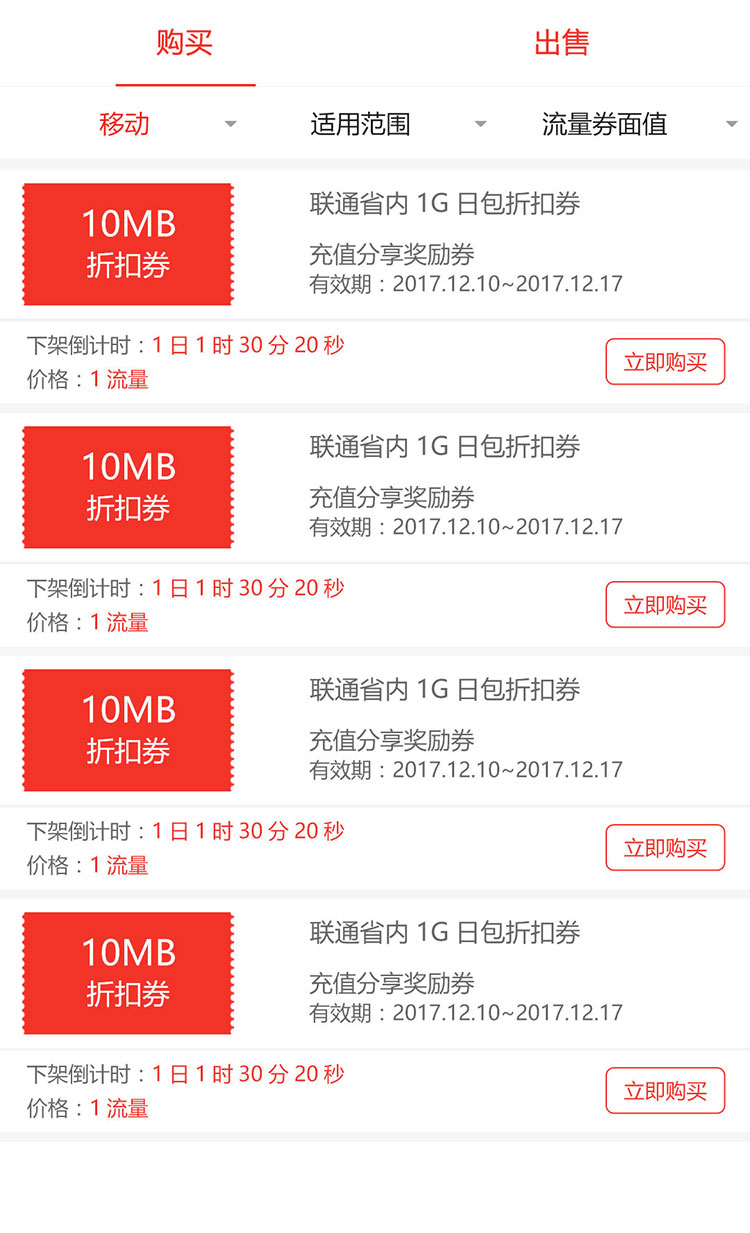 购买 出售
移动 适用范围 流量券面值
10MB
折扣券
联通省内 1G 日包折扣券
充值分享奖励券
有效期：2017.12.10~2017.12.17
下架倒计时：1 日 1 时 30 分 20 秒
价格：1 流量
立即购买
10MB
折扣券
联通省内 1G 日包折扣券
充值分享奖励券
有效期：2017.12.10~2017.12.17
下架倒计时：1 日 1 时 30 分 20 秒
价格：1 流量
立即购买
10MB
折扣券
联通省内 1G 日包折扣券
充值分享奖励券
有效期：2017.12.10~2017.12.17
下架倒计时：1 日 1 时 30 分 20 秒
价格：1 流量
立即购买
10MB
折扣券
联通省内 1G 日包折扣券
充值分享奖励券
有效期：2017.12.10~2017.12.17
下架倒计时：1 日 1 时 30 分 20 秒
价格：1 流量
立即购买